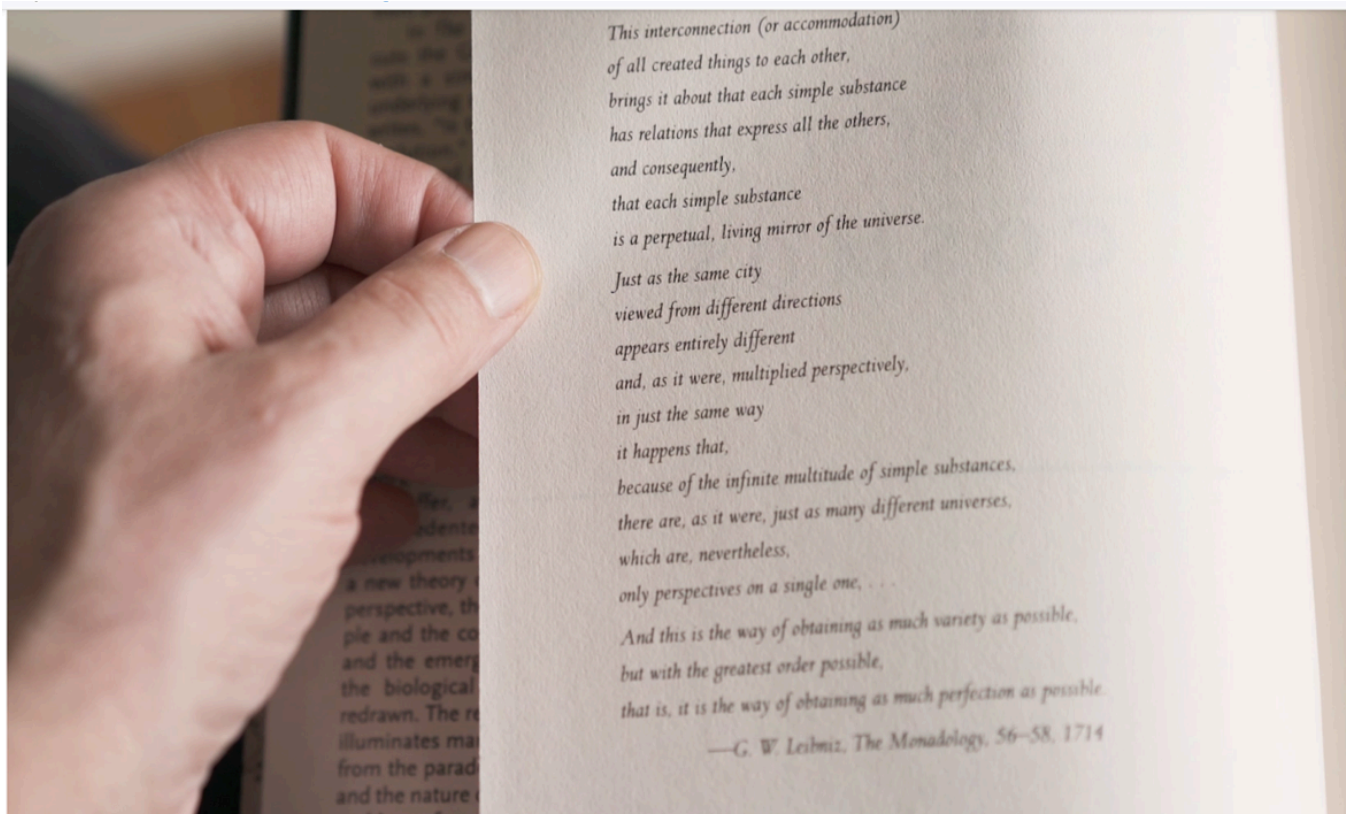 This interconnection (or accommodation)
of all created things to each other,
brings it about that each simple substance
has relations that express all the others,
and consequently,
that each simple substance
is a perpetual, living mirror of the universe.
Just as the same city
viewed from different directions
appears entirely different
and, as it were, multiplied perspectively,
in just the same way
it happens that,
because of the infinite multitude of simple substances,
there are, as it were, just as many different universes,
which are, nevertheless,
only perspectives on a single one, . . .
And this is the way of obtaining as much variety as possible,
but with the greatest order possible,
that is, it is the way of obtaining as much perfection as possible.
—G. W. Leibniz, The Monadology, 56–58, 1714
a new theory
perspective, th
ple and the co
and the emerg
the biological
redrawn. The re
illuminates ma
from the parad
and the nature